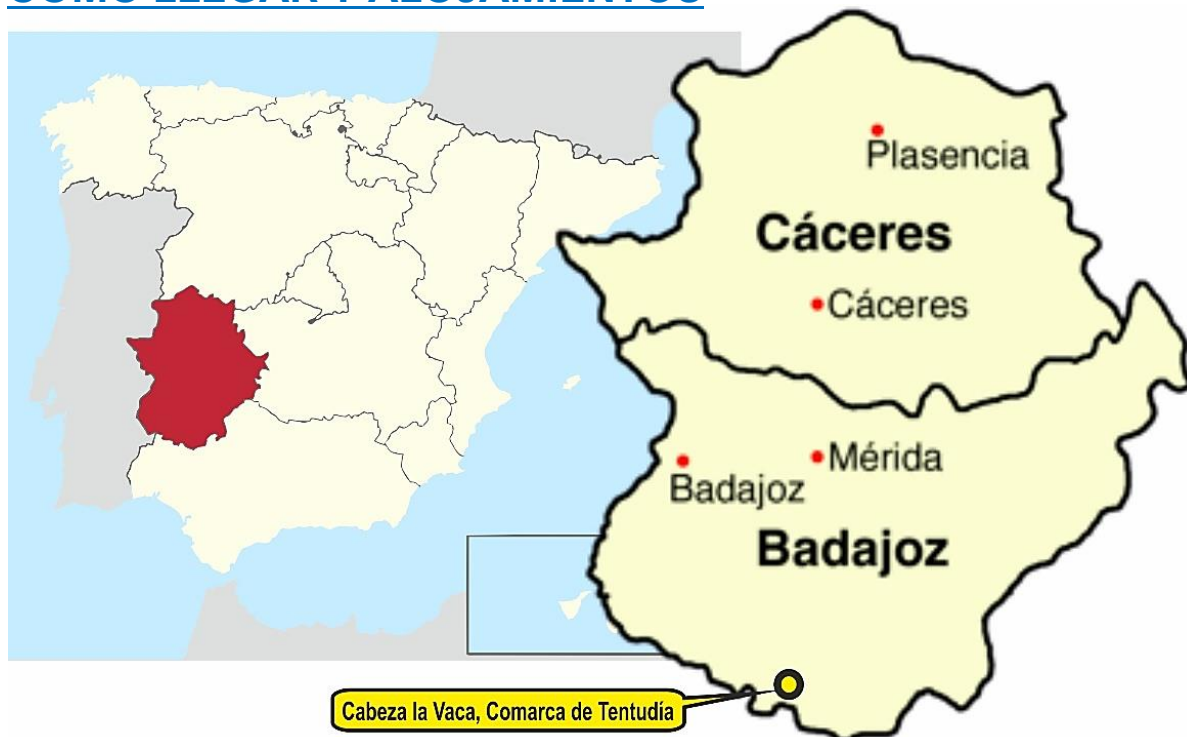 Plasencia
Cáceres
Cáceres
Badajoz
Mérida
Badajoz
Cabeza la Vaca, Comarca de Tentudía